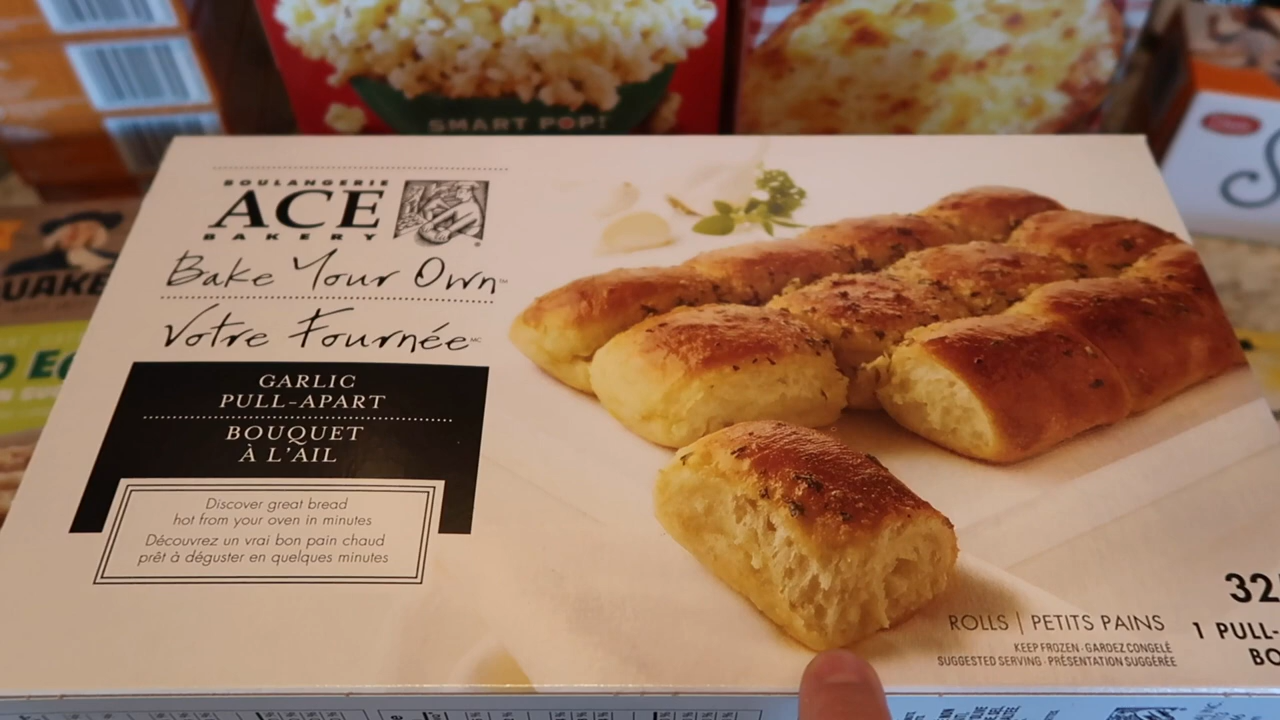 SMART POP!
BOULANGERIE
ACE
BAKERY
Bake Your Own™
Votre Fournée MC
GARLIC
PULL-APART
BOUQUET
À L'AIL
Discover great bread
hot from your oven in minutes
Découvrez un vrai bon pain chaud
prêt à déguster en quelques minutes
ROLLS | PETITS PAINS
KEEP FROZEN · GARDEZ CONGELÉ
SUGGESTED SERVING · PRÉSENTATION SUGGÉRÉE
32
1 PULL-
BO
UAKE